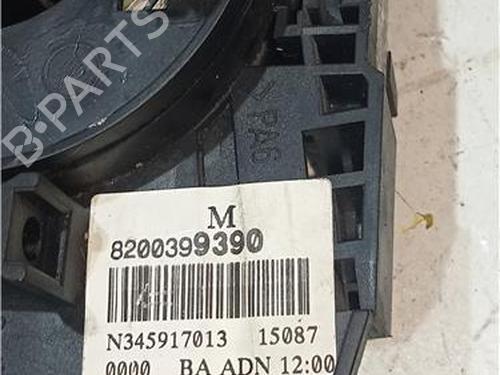 B-PARTS
>PA6
M
8200399390
N345917013 15087
0000 BA ADN 12:00